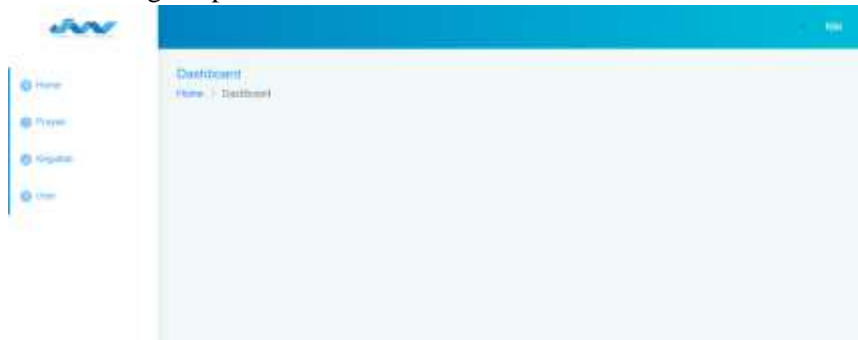 Dashboard
Home > Dashboard
Home
Proyek
Kegiatan
User